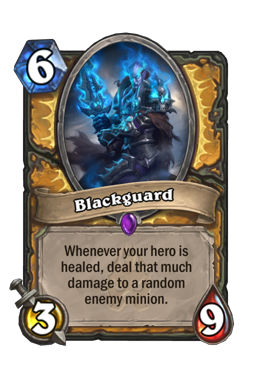 6
Blackguard
Whenever your hero is
healed, deal that much
damage to a random
enemy minion.
3
9